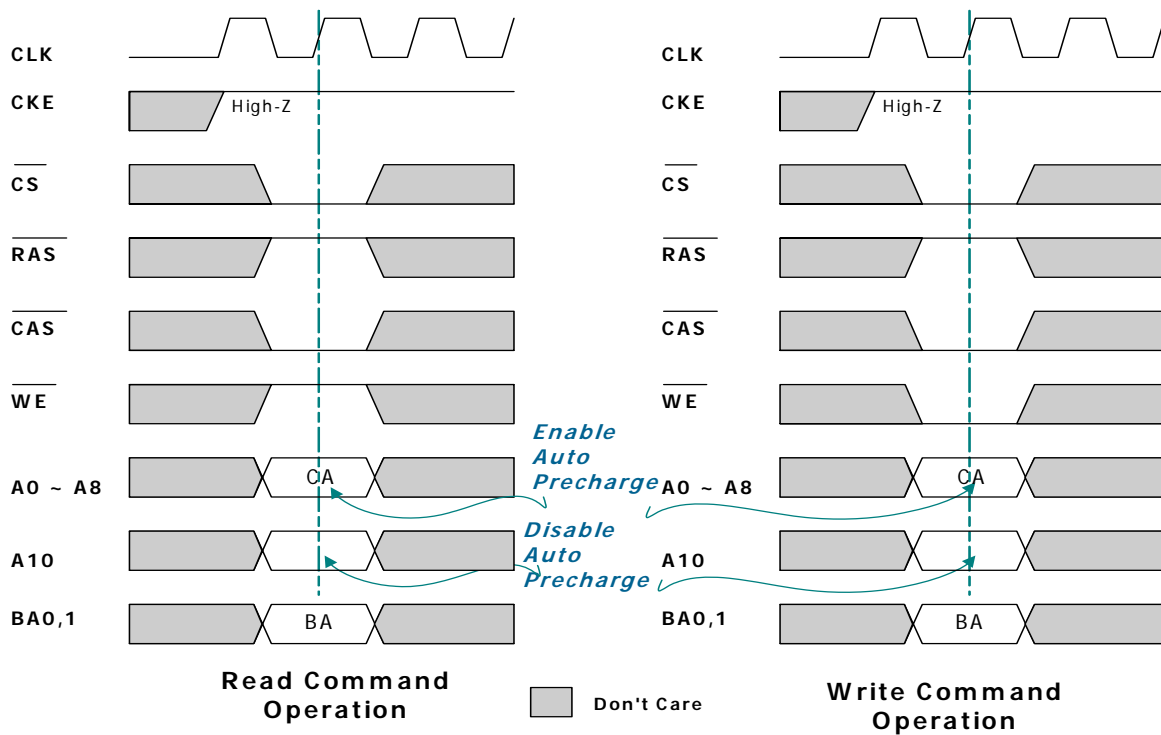 CLK
CKE
High-Z
CS
RAS
CAS
WE
A0 ~ A8
CA
A10
BA0,1
BA
Read Command
Operation
Enable
Auto
Precharge
Disable
Auto
Precharge
Don't Care
CLK
CKE
High-Z
CS
RAS
CAS
WE
A0 ~ A8
CA
A10
BA0,1
BA
Write Command
Operation